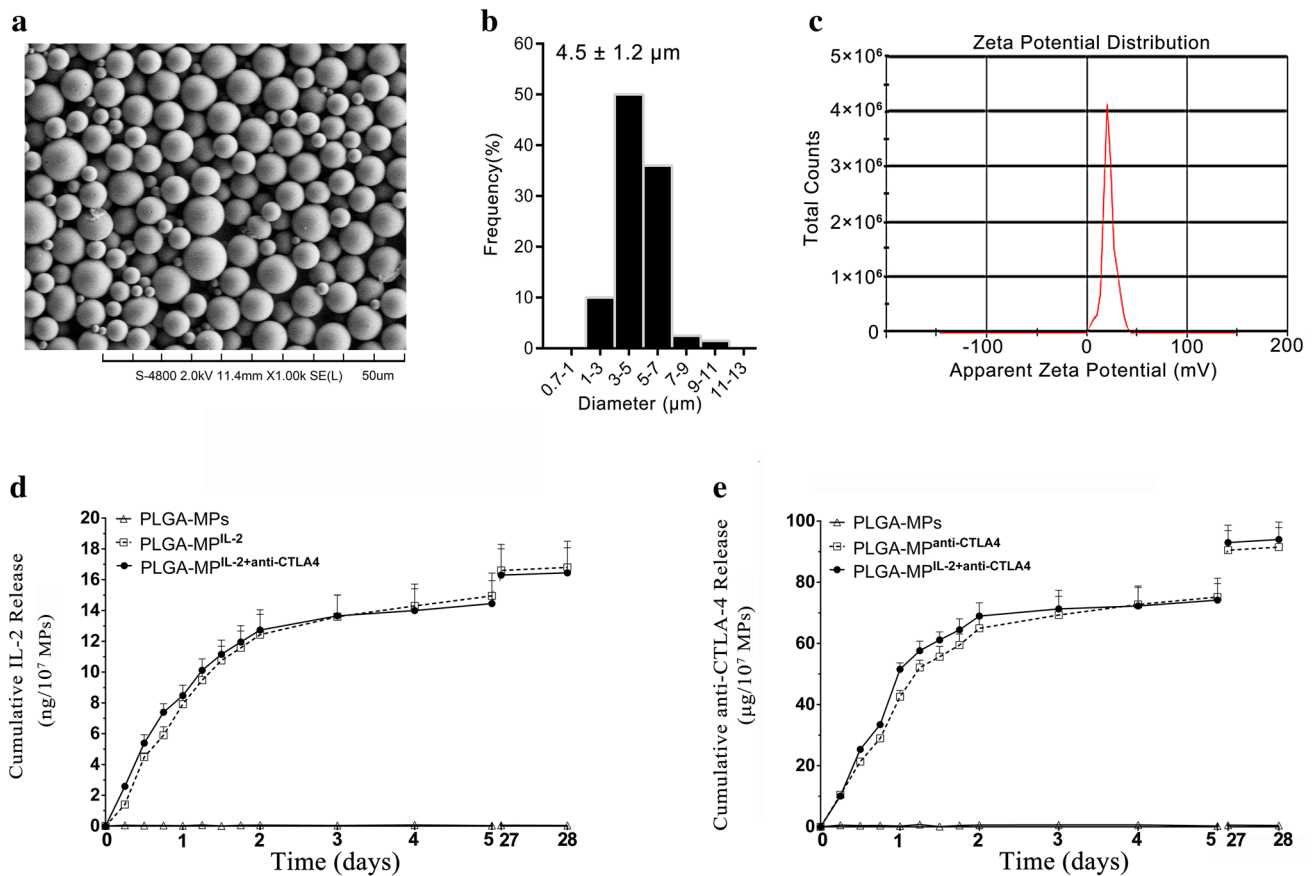 a
S-4800 2.0kV 11.4mm X1.00k SE(L) 50um
b
4.5 ± 1.2 µm
60
50
40
30
20
10
0
Frequency(%)
0.7-1 1-3 3-5 5-7 7-9 9-11 11-13
Diameter (µm)
c
Zeta Potential Distribution
5×10⁶
4×10⁶
3×10⁶
2×10⁶
1×10⁶
0
Total Counts
-100 0 100 200
Apparent Zeta Potential (mV)
d
PLGA-MPs
PLGA-MP^IL-2
PLGA-MP^IL-2+anti-CTLA4
20
18
16
14
12
10
8
6
4
2
0
Cumulative IL-2 Release
(ng/10⁷ MPs)
0 1 2 3 4 5 27 28
Time (days)
e
PLGA-MPs
PLGA-MP^anti-CTLA4
PLGA-MP^IL-2+anti-CTLA4
100
80
60
40
20
0
Cumulative anti-CTLA-4 Release
(µg/10⁷ MPs)
0 1 2 3 4 5 27 28
Time (days)